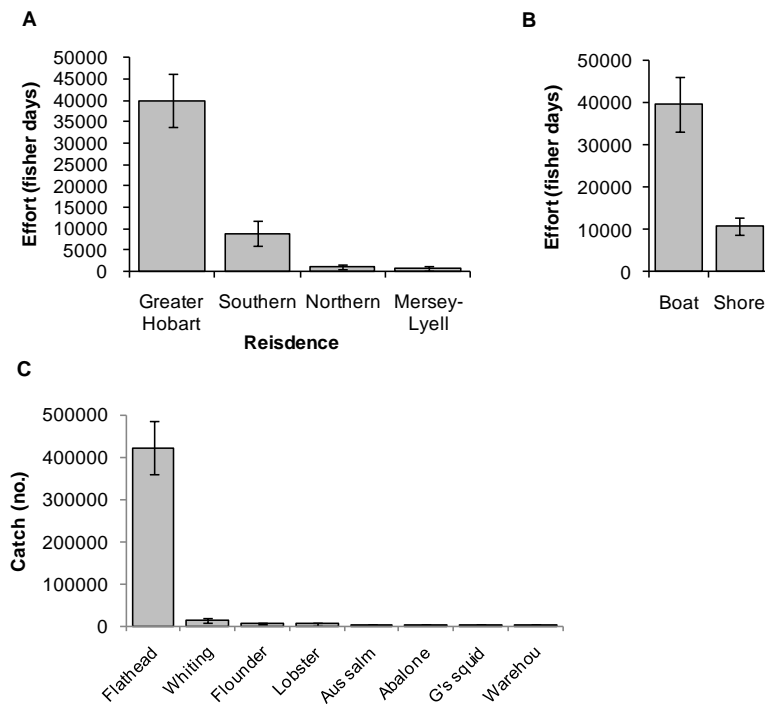 A
Effort (fisher days)
50000
45000
40000
35000
30000
25000
20000
15000
10000
5000
0
Greater Hobart Southern Northern Mersey-Lyell
Reisdence
B
Effort (fisher days)
50000
40000
30000
20000
10000
0
Boat Shore
C
Catch (no.)
500000
400000
300000
200000
100000
0
Flathead
Whiting
Flounder
Lobster
Aus salm
Abalone
G's squid
Warehou